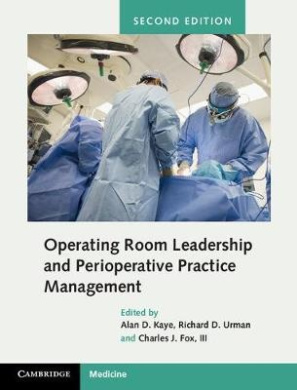 SECOND EDITION
Operating Room Leadership
and Perioperative Practice
Management
Edited by
Alan D. Kaye, Richard D. Urman
and Charles J. Fox, III
CAMBRIDGE
Medicine